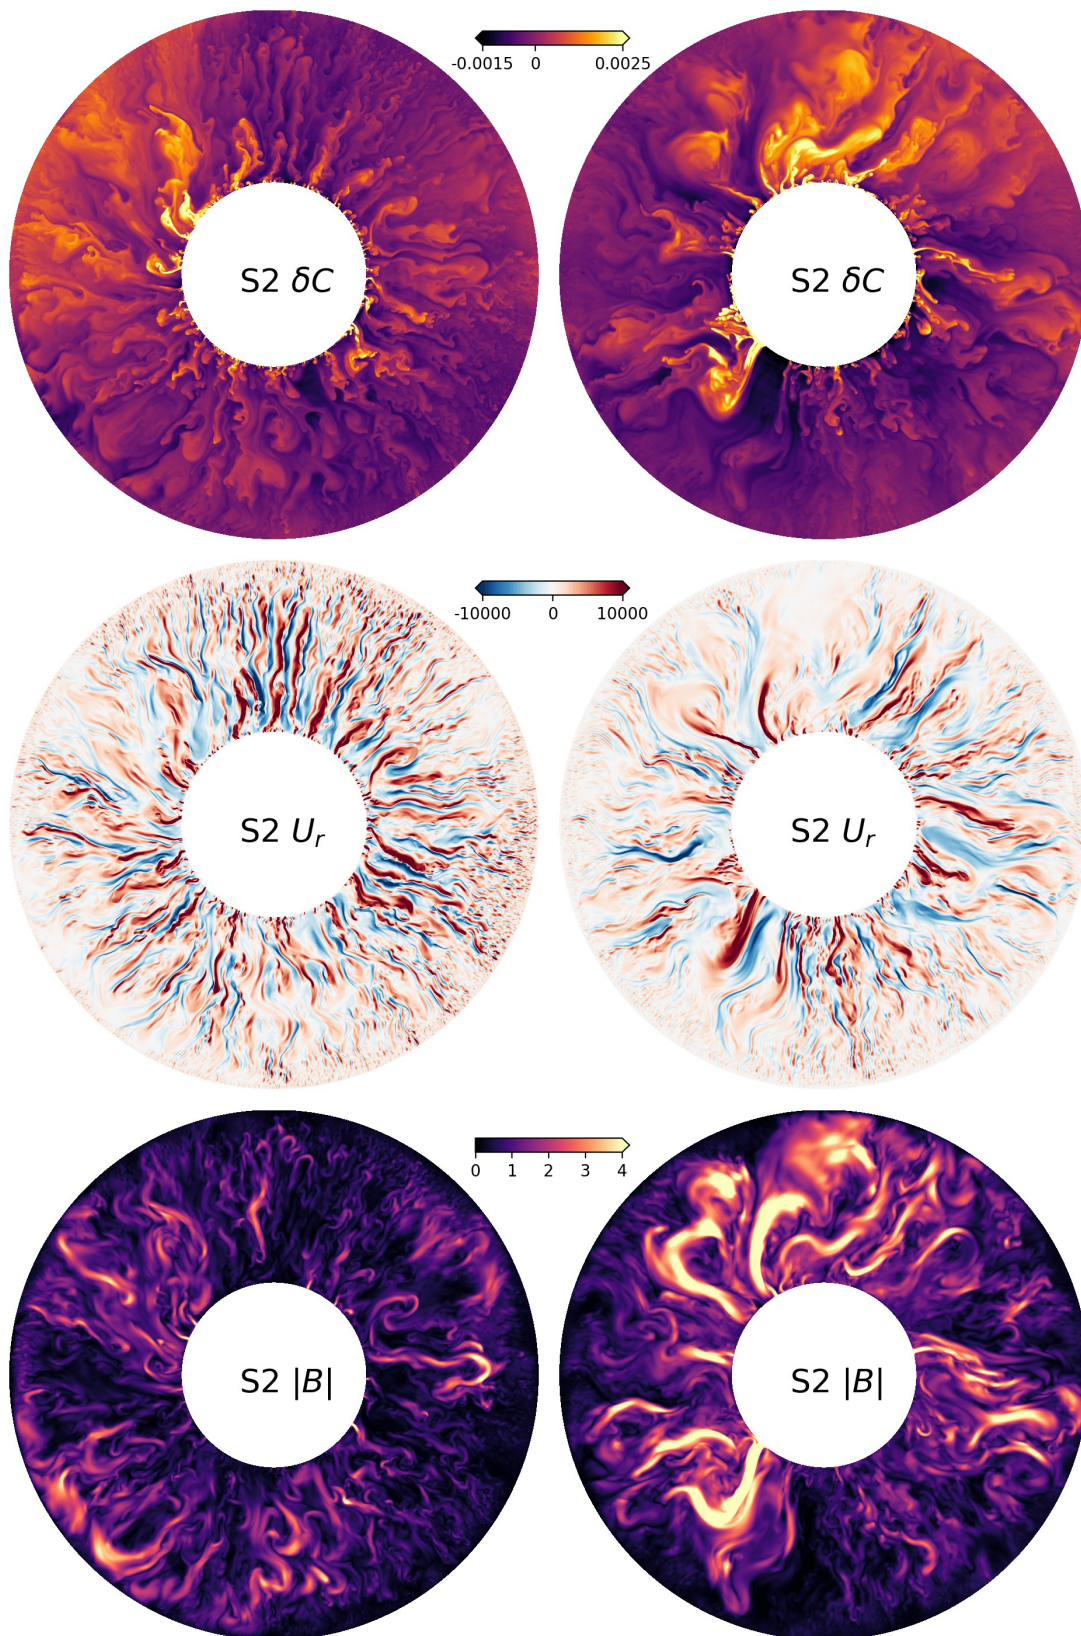 -0.0015 0 0.0025
S2 δC S2 δC
-10000 0 10000
S2 U_r S2 U_r
0 1 2 3 4
S2 |B| S2 |B|